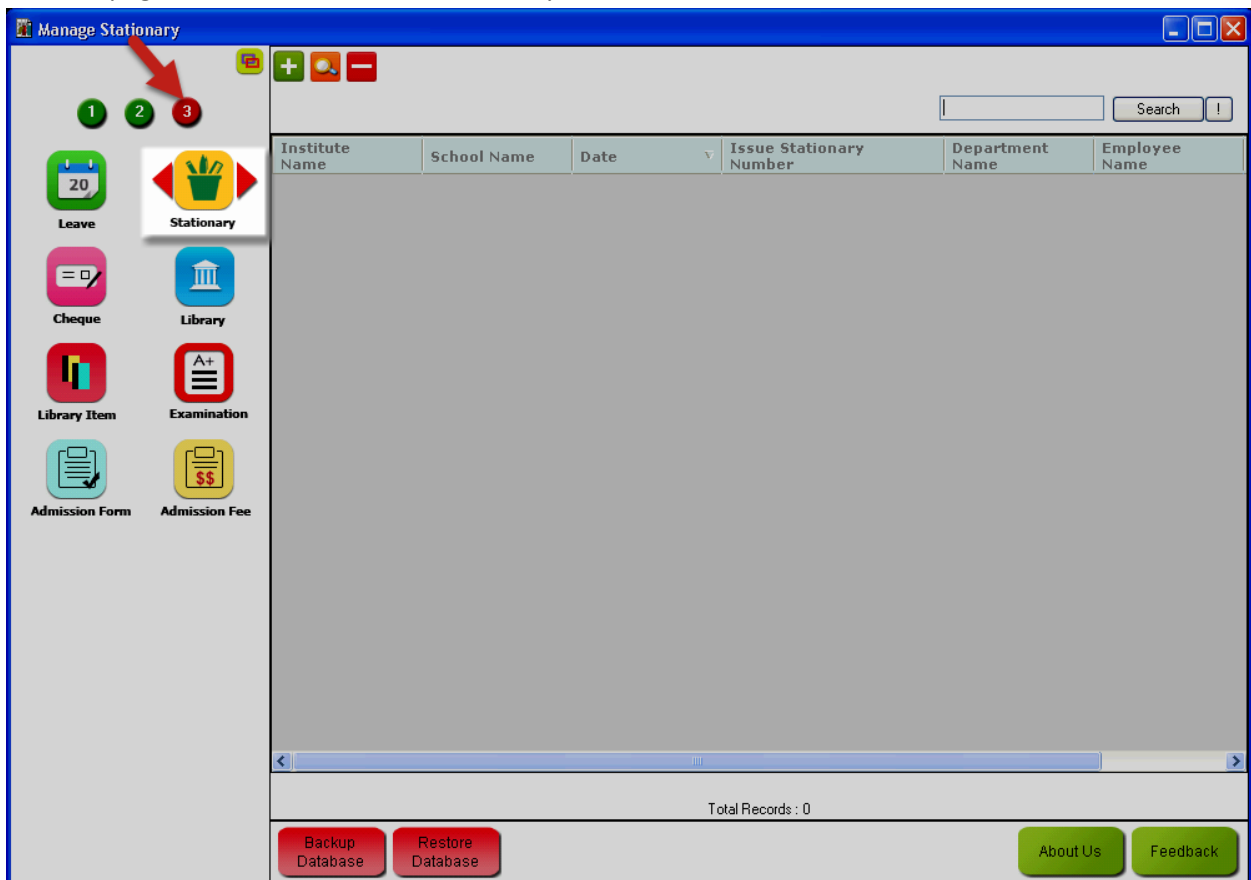 Manage Stationary
1 2 3
Search !
Institute Name School Name Date Issue Stationary Number Department Name Employee Name
20
Leave Stationary
Cheque Library
A+
Library Item Examination
$$
Admission Form Admission Fee
Total Records : 0
Backup Database Restore Database About Us Feedback